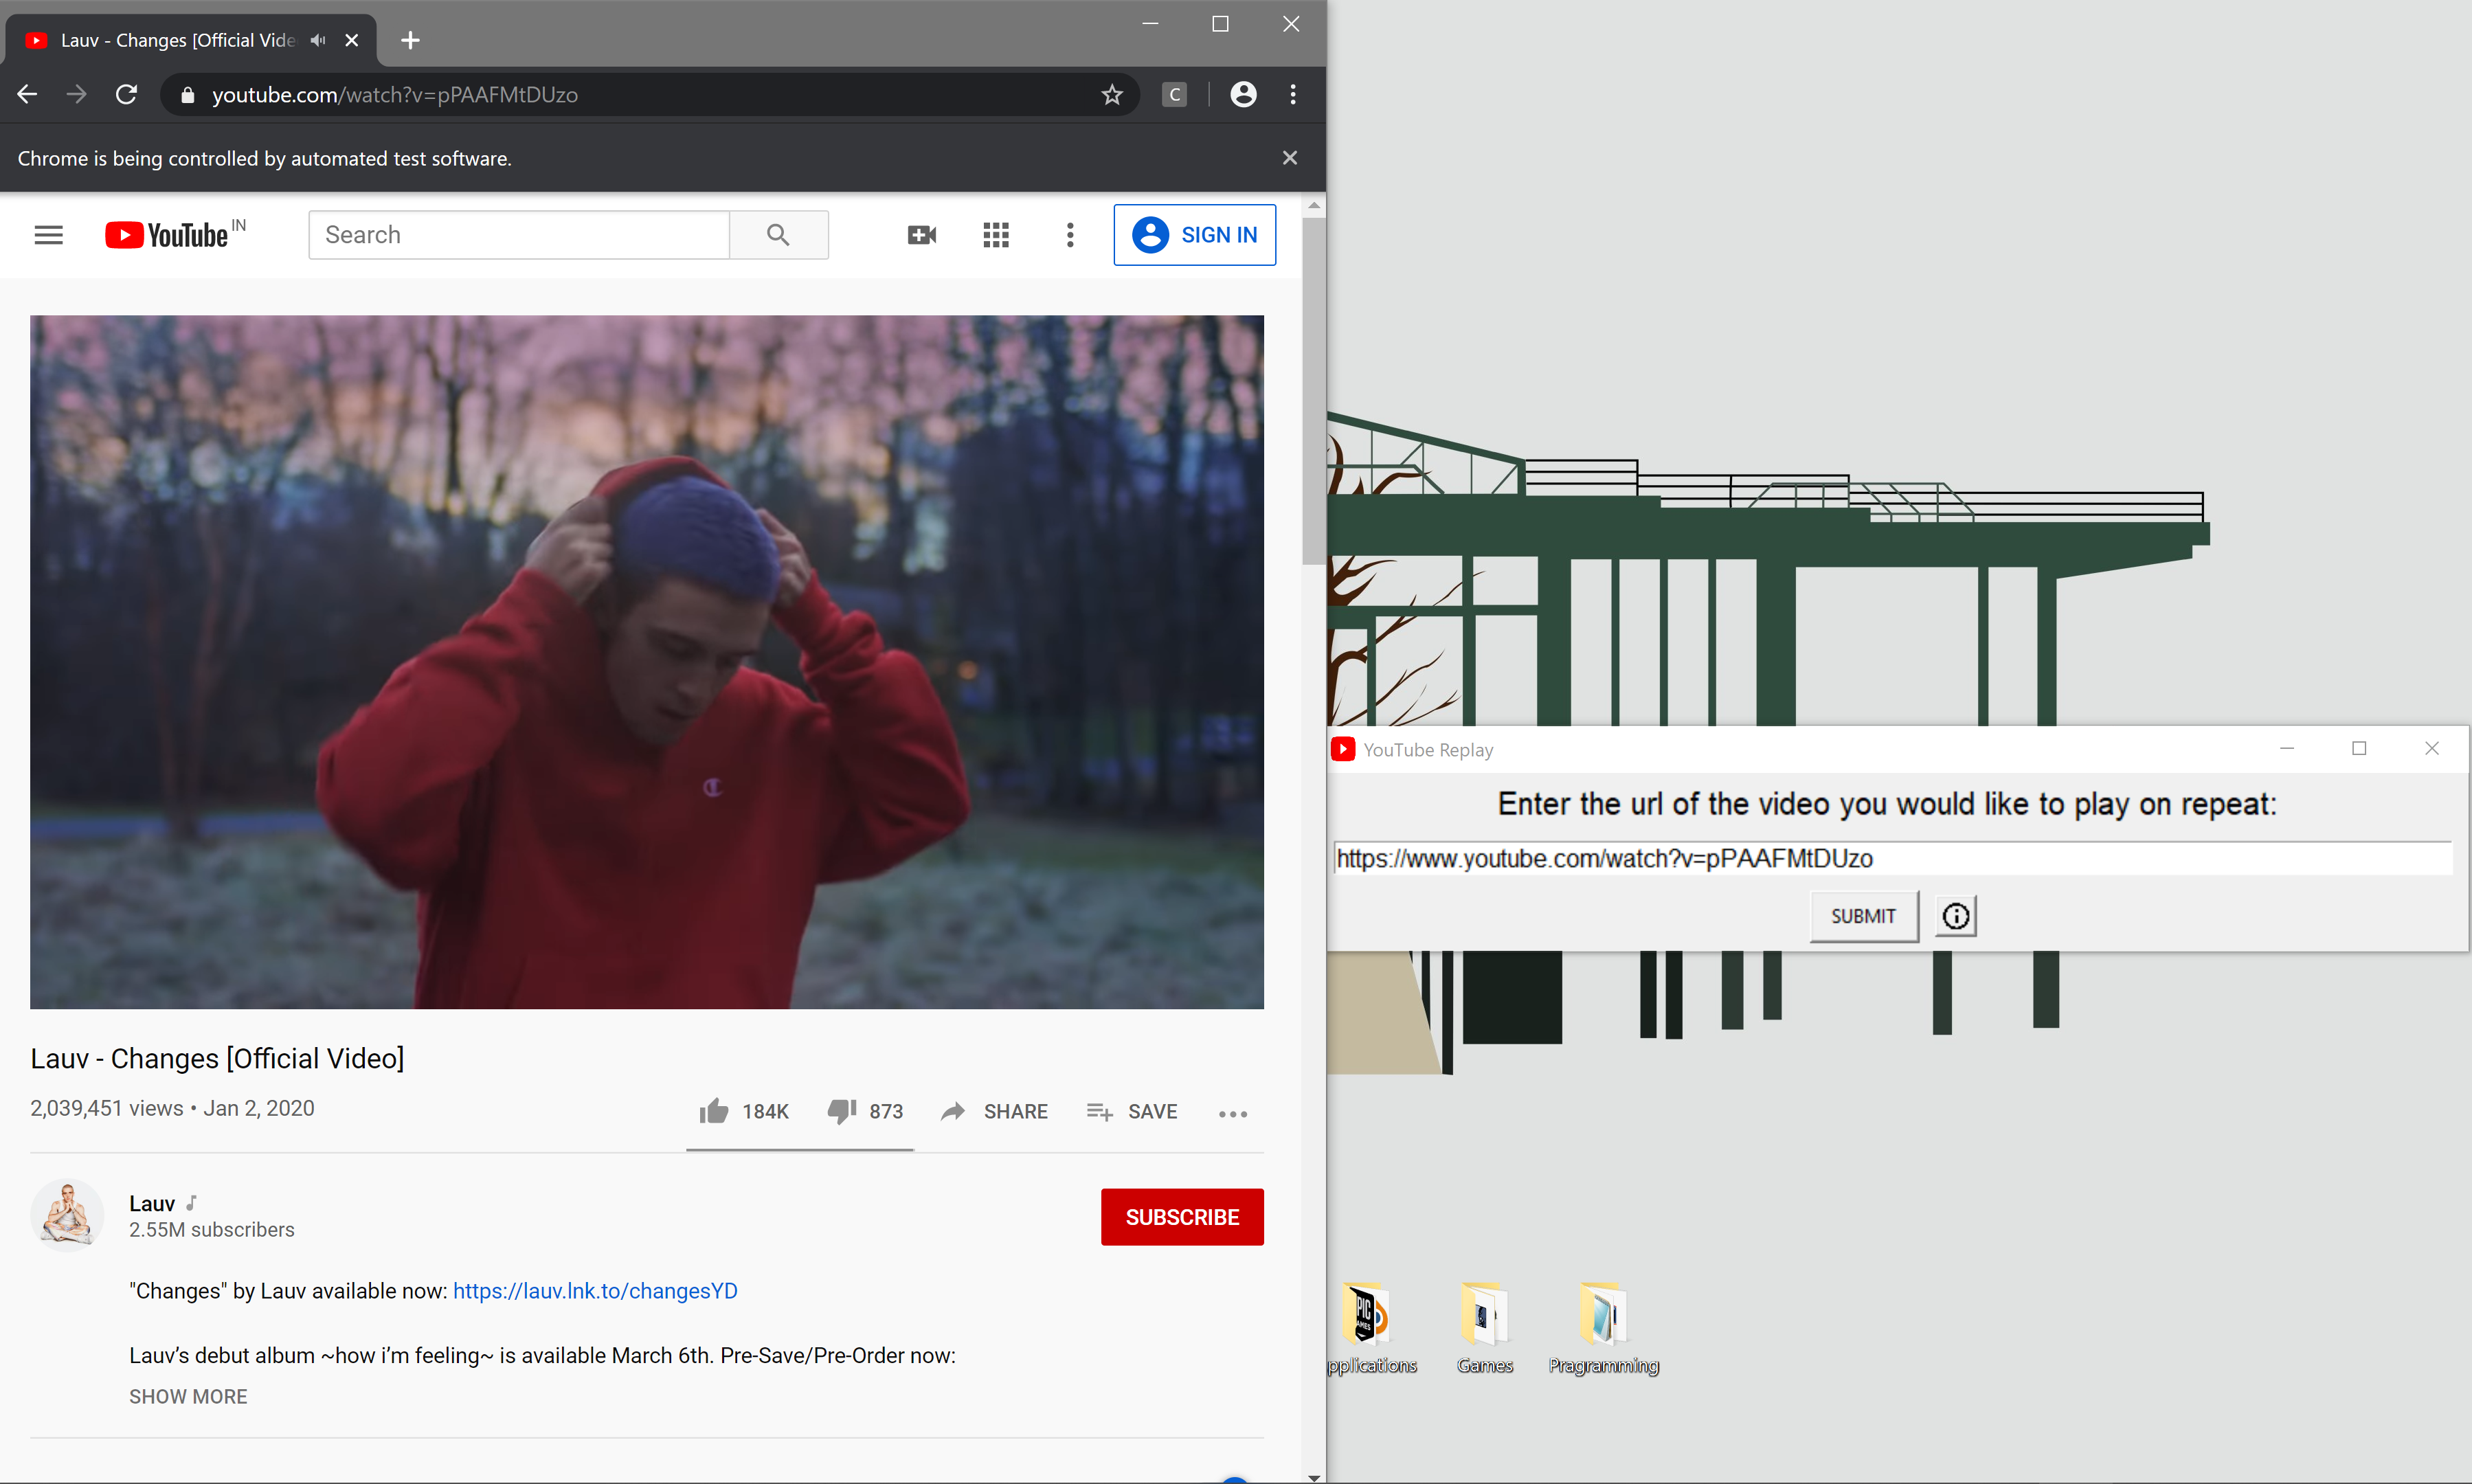 Lauv - Changes [Official Vide
youtube.com/watch?v=pPAAFMtDUzo
C
Chrome is being controlled by automated test software.
YouTube IN
Search
SIGN IN
Lauv - Changes [Official Video]
2,039,451 views • Jan 2, 2020
184K
873
SHARE
SAVE
Lauv
2.55M subscribers
SUBSCRIBE
"Changes" by Lauv available now: https://lauv.lnk.to/changesYD
Lauv's debut album ~how i'm feeling~ is available March 6th. Pre-Save/Pre-Order now:
SHOW MORE
YouTube Replay
Enter the url of the video you would like to play on repeat:
https://www.youtube.com/watch?v=pPAAFMtDUzo
SUBMIT
pplications
Games
Pragramming